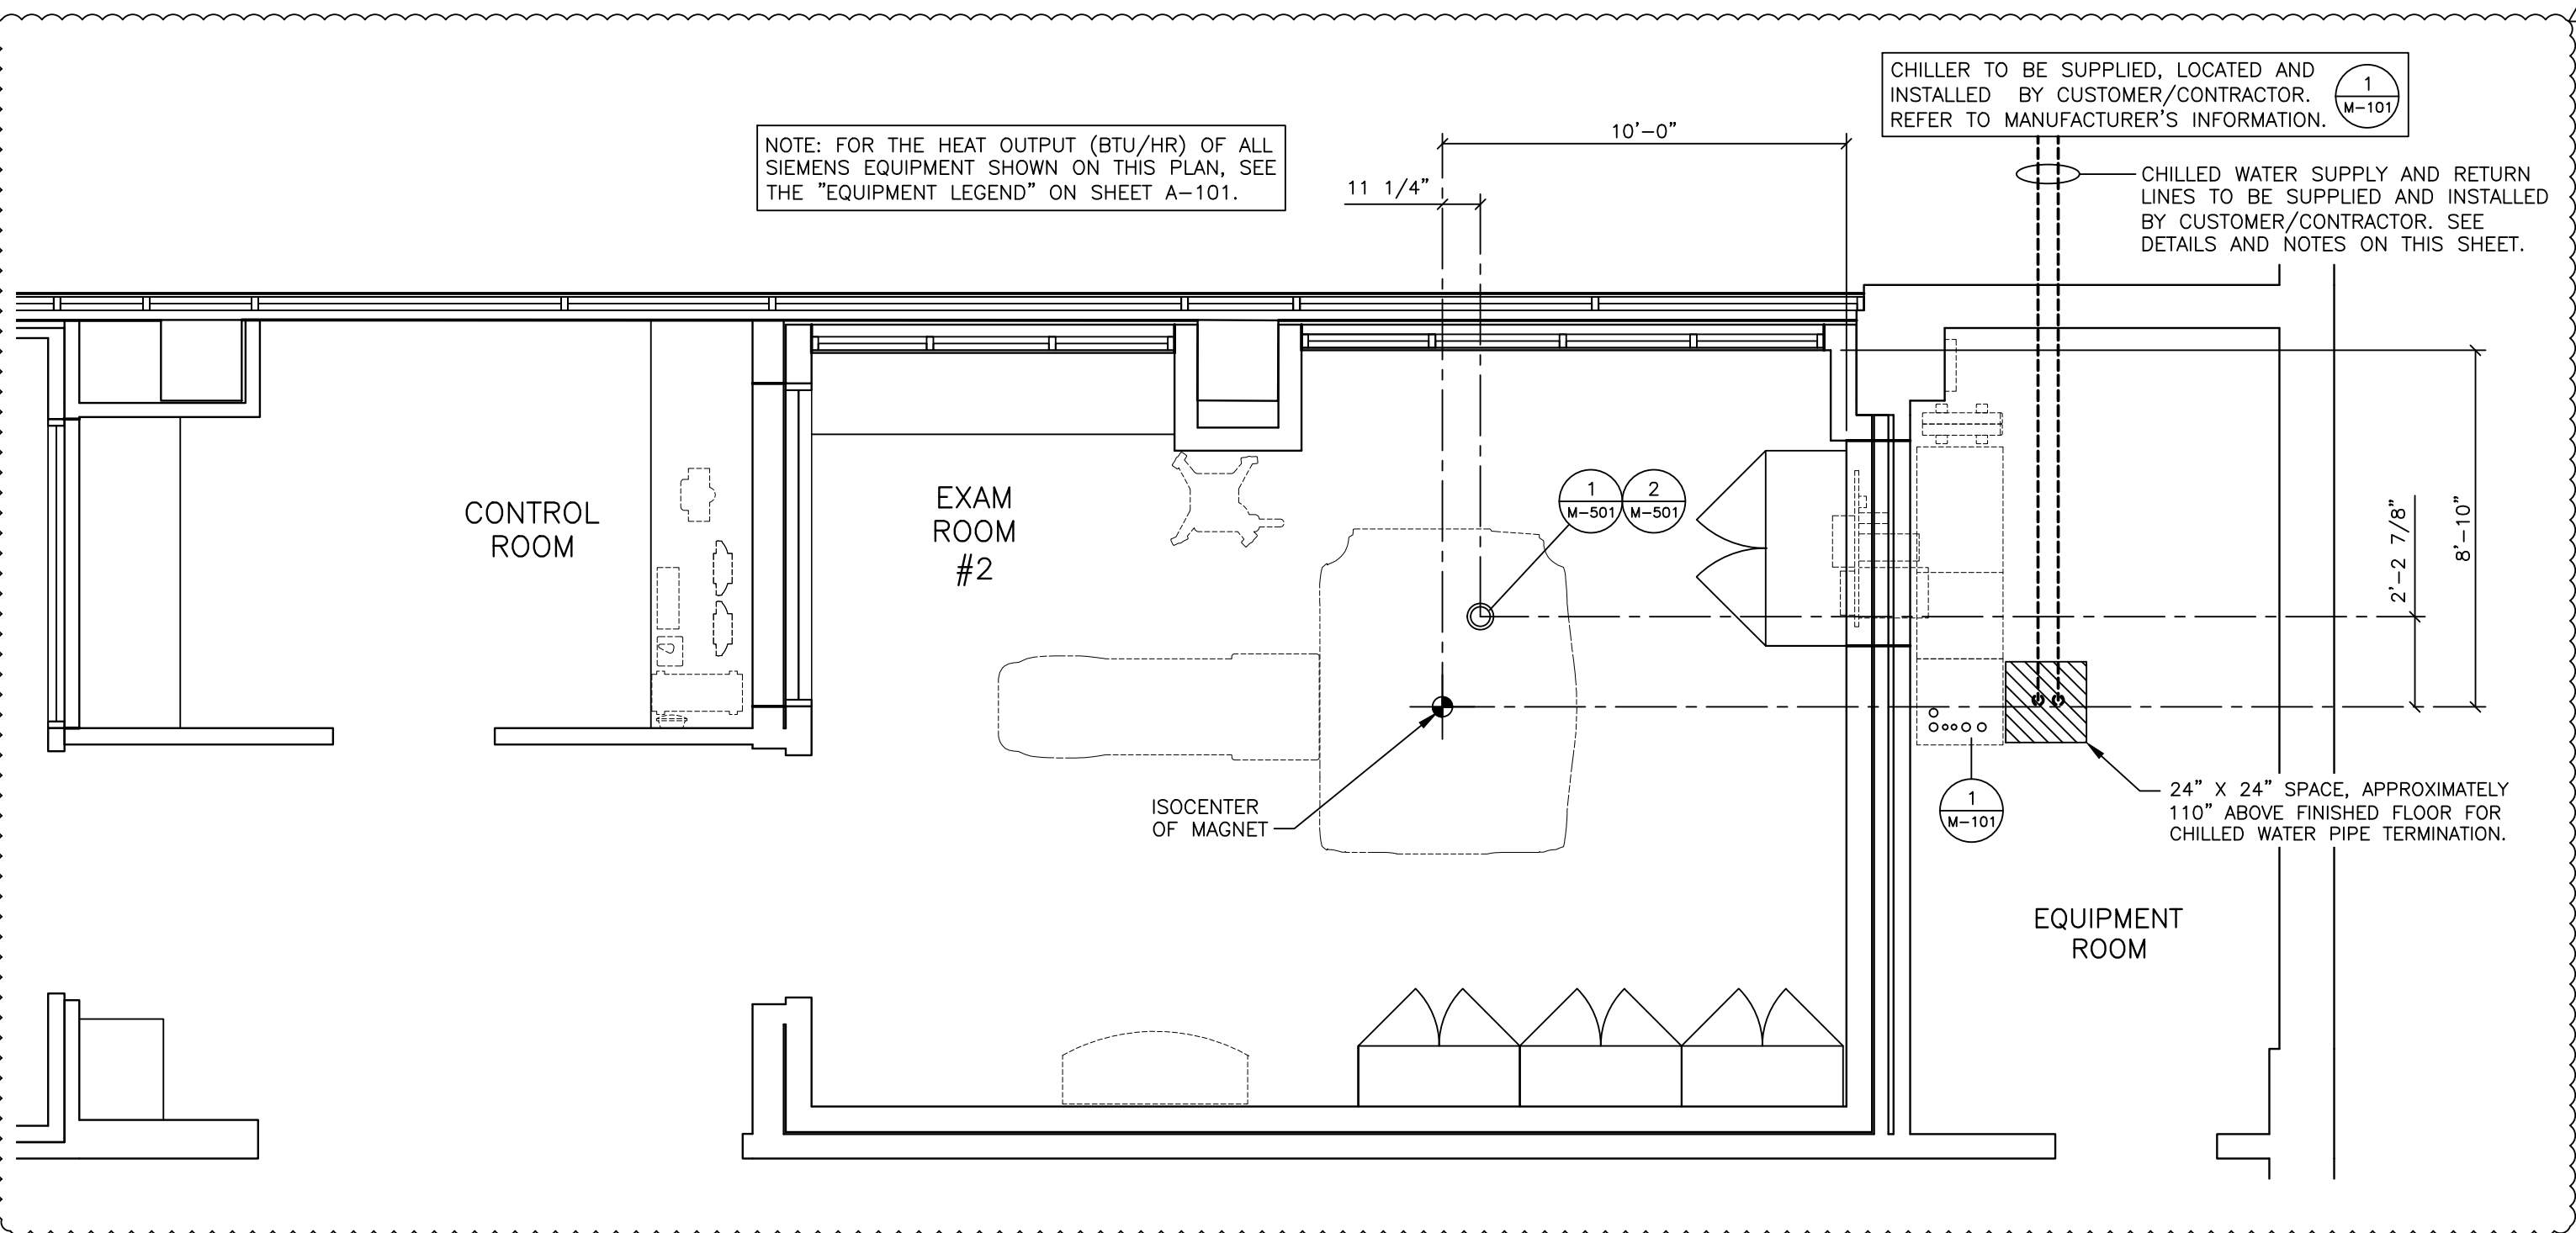 CHILLER TO BE SUPPLIED, LOCATED AND
INSTALLED BY CUSTOMER/CONTRACTOR.
REFER TO MANUFACTURER'S INFORMATION.
1
M-101
NOTE: FOR THE HEAT OUTPUT (BTU/HR) OF ALL
SIEMENS EQUIPMENT SHOWN ON THIS PLAN, SEE
THE "EQUIPMENT LEGEND" ON SHEET A-101.
10'-0"
11 1/4"
CHILLED WATER SUPPLY AND RETURN
LINES TO BE SUPPLIED AND INSTALLED
BY CUSTOMER/CONTRACTOR. SEE
DETAILS AND NOTES ON THIS SHEET.
CONTROL
ROOM
EXAM
ROOM
#2
1
M-501
2
M-501
2'-2 7/8"
8'-10"
ISOCENTER
OF MAGNET
1
M-101
24" X 24" SPACE, APPROXIMATELY
110" ABOVE FINISHED FLOOR FOR
CHILLED WATER PIPE TERMINATION.
EQUIPMENT
ROOM